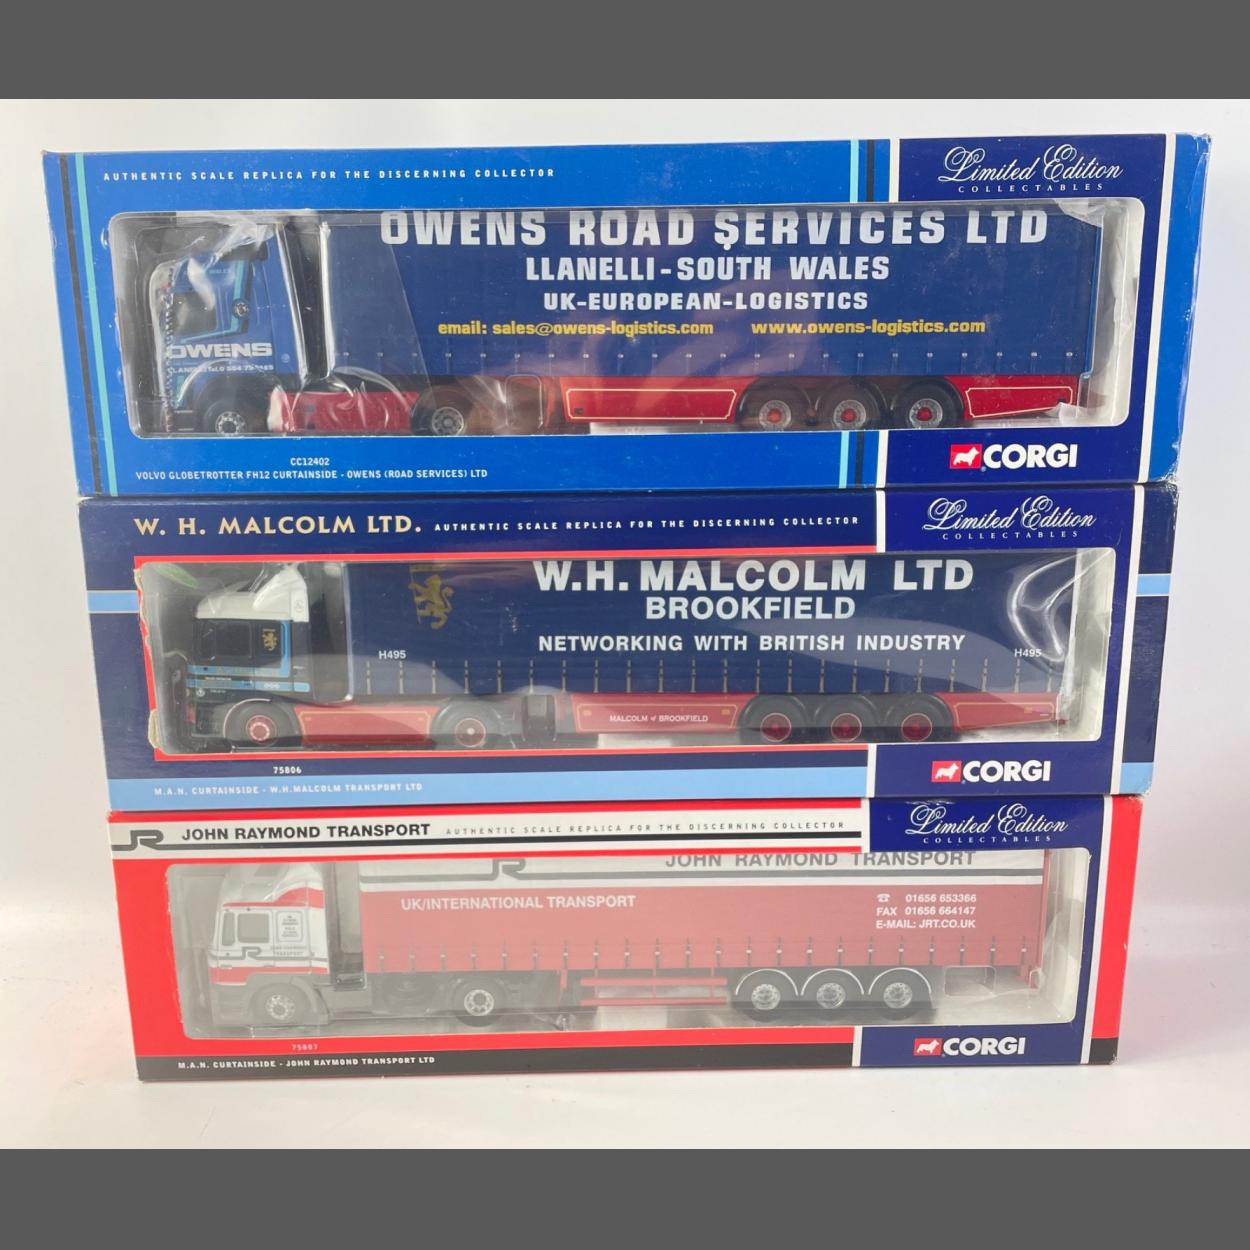 AUTHENTIC SCALE REPLICA FOR THE DISCERNING COLLECTOR
Limited Edition
COLLECTABLES
OWENS ROAD SERVICES LTD
LLANELLI-SOUTH WALES
UK-EUROPEAN-LOGISTICS
email: sales@owens-logistics.com www.owens-logistics.com
OWENS
CC12402
VOLVO GLOBETROTTER FH12 CURTAINSIDE - OWENS (ROAD SERVICES) LTD
CORGI
W. H. MALCOLM LTD. AUTHENTIC SCALE REPLICA FOR THE DISCERNING COLLECTOR
Limited Edition
COLLECTABLES
W.H. MALCOLM LTD
BROOKFIELD
NETWORKING WITH BRITISH INDUSTRY
H495 H495
MALCOLM of BROOKFIELD
75806
M.A.N. CURTAINSIDE - W.H.MALCOLM TRANSPORT LTD
CORGI
JR JOHN RAYMOND TRANSPORT AUTHENTIC SCALE REPLICA FOR THE DISCERNING COLLECTOR
Limited Edition
COLLECTABLES
JOHN RAYMOND TRANSPORT
UK/INTERNATIONAL TRANSPORT
☎ 01656 653366
FAX 01656 664147
E-MAIL: JRT.CO.UK
JOHN RAYMOND
TRANSPORT
75807
M.A.N. CURTAINSIDE - JOHN RAYMOND TRANSPORT LTD
CORGI